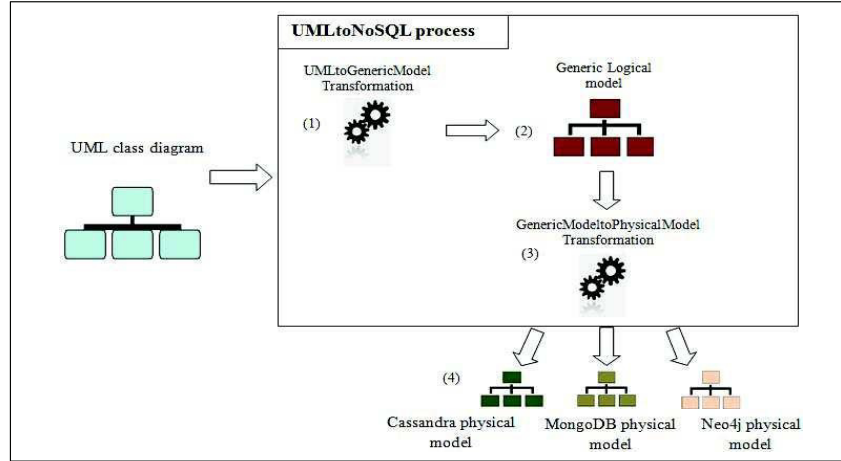 UMLtoNoSQL process
UMLtoGenericModel
Transformation
(1)
Generic Logical
model
(2)
UML class diagram
GenericModeltoPhysicalModel
Transformation
(3)
(4)
Cassandra physical
model
MongoDB physical
model
Neo4j physical
model